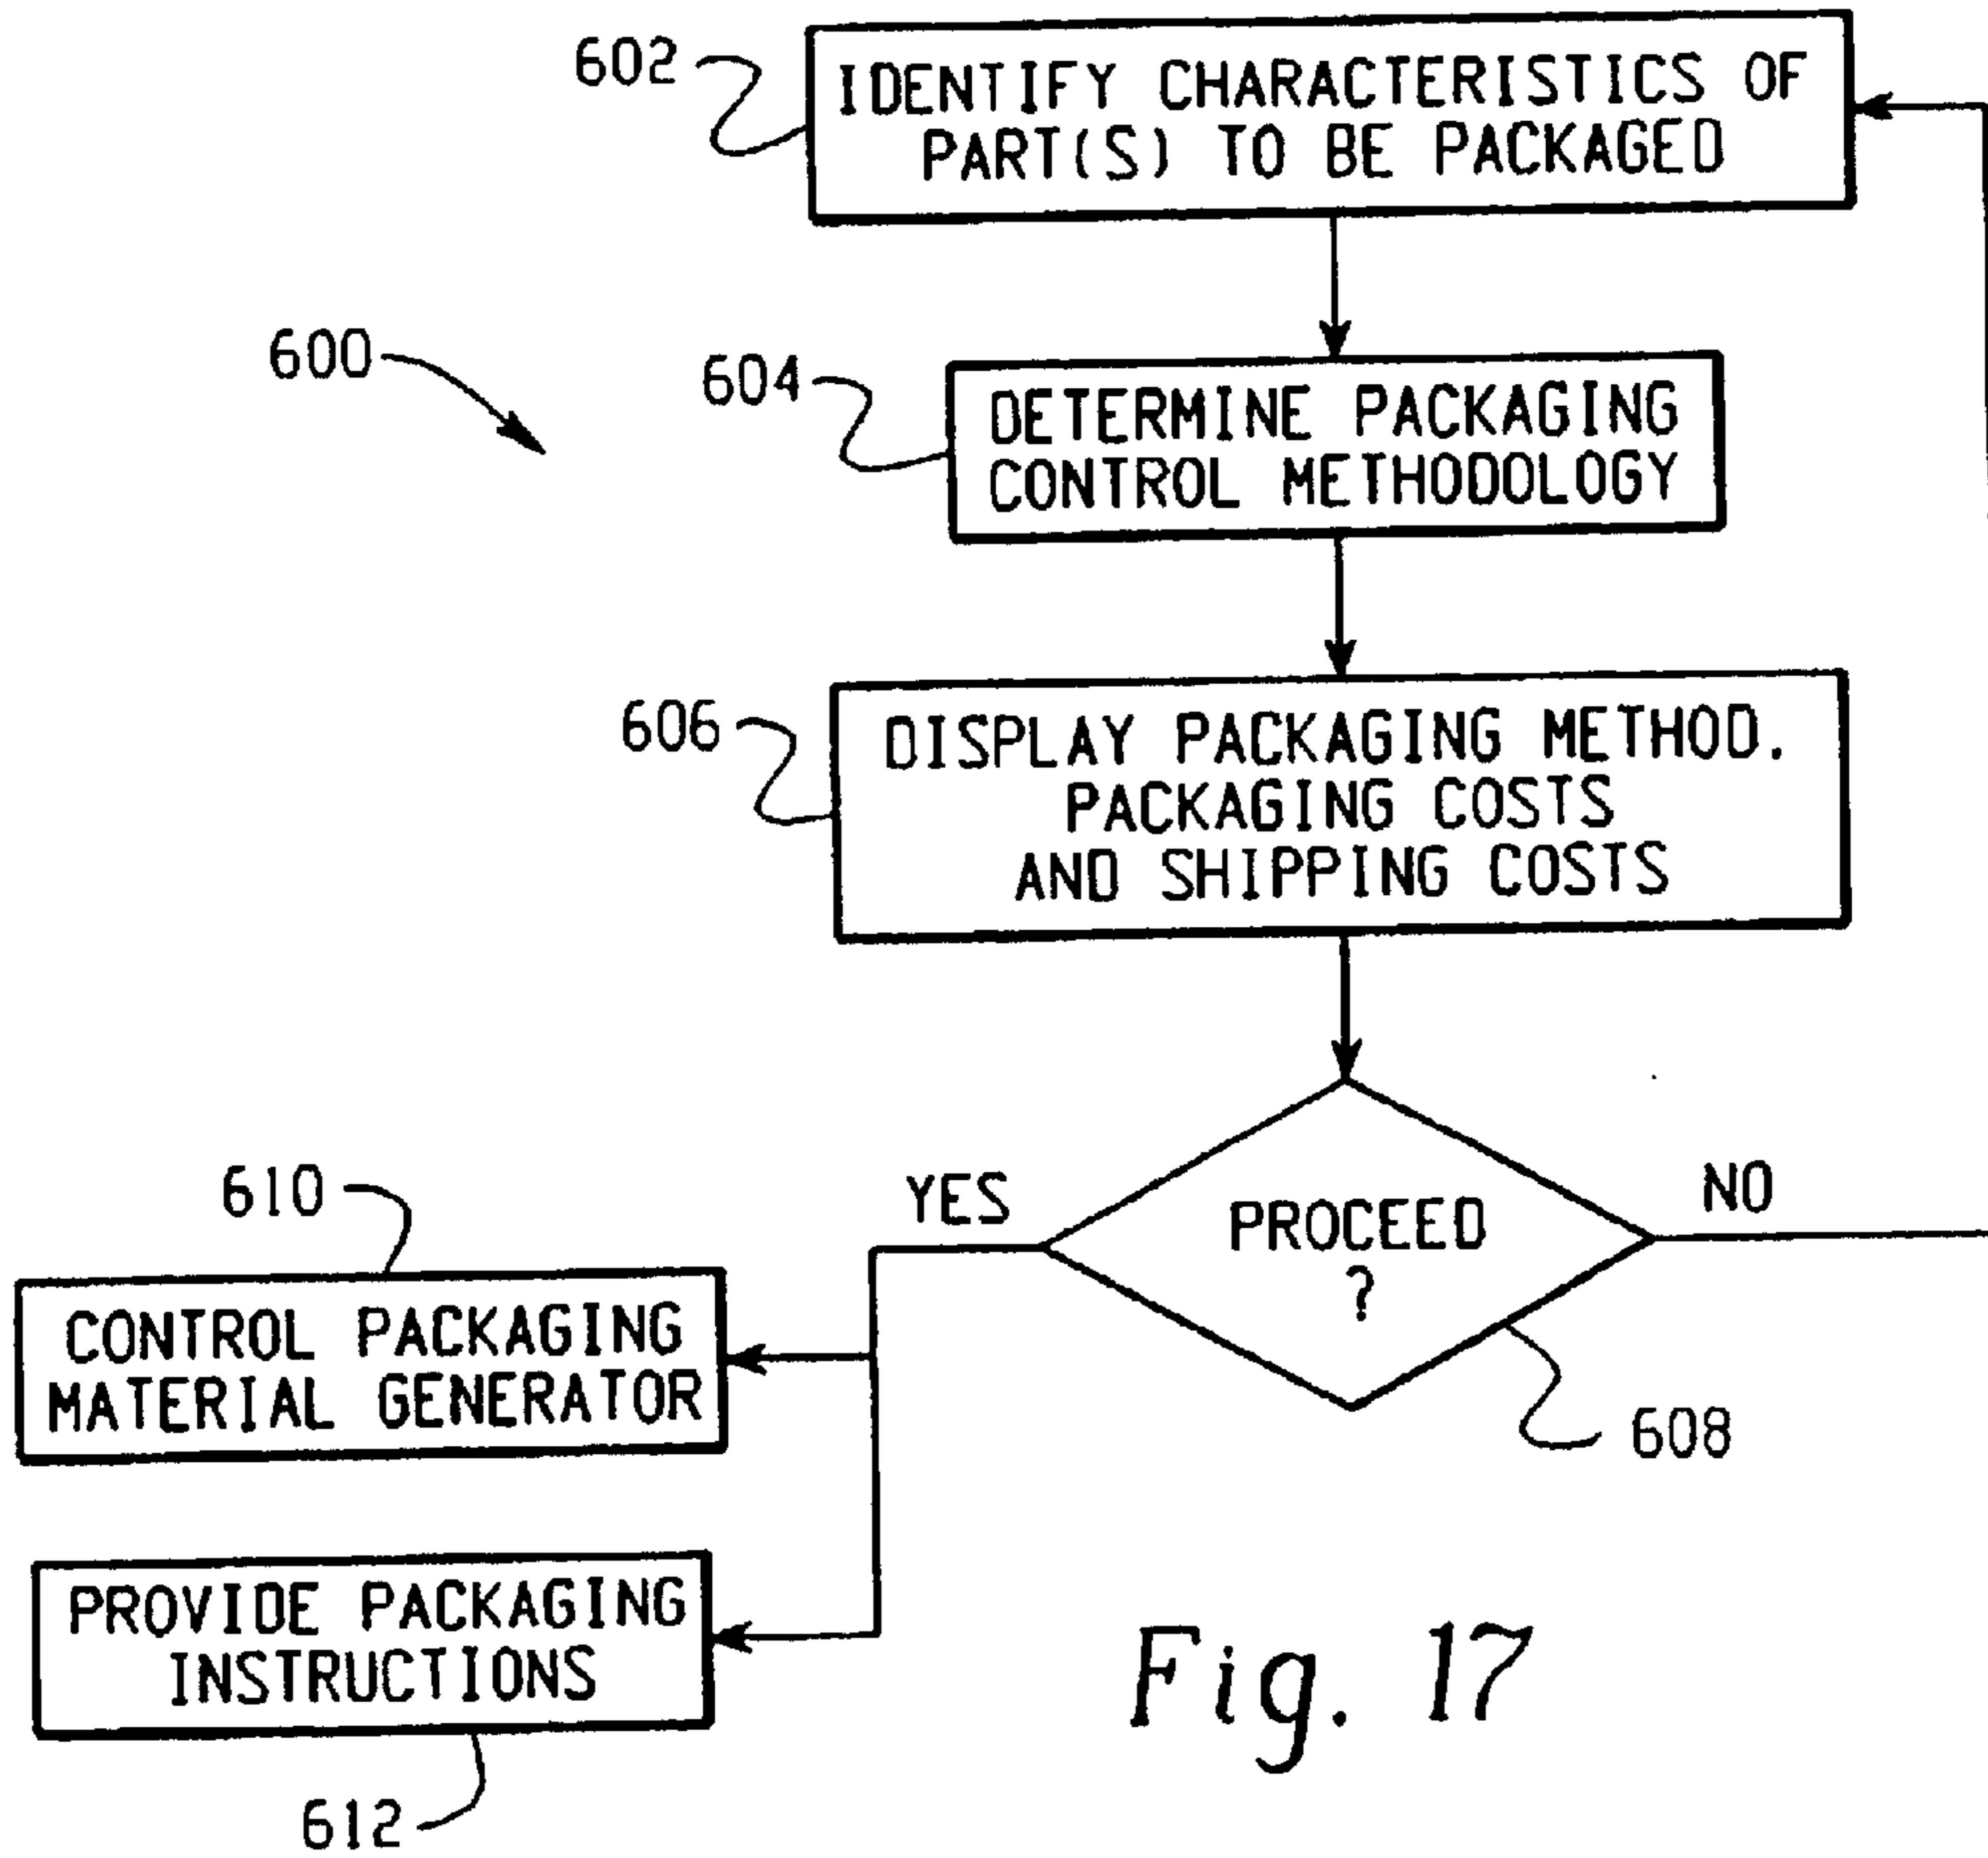 602
IDENTIFY CHARACTERISTICS OF
PART(S) TO BE PACKAGED
600
604
DETERMINE PACKAGING
CONTROL METHODOLOGY
606
DISPLAY PACKAGING METHOD.
PACKAGING COSTS
AND SHIPPING COSTS
610
YES
PROCEED
?
NO
CONTROL PACKAGING
MATERIAL GENERATOR
608
PROVIDE PACKAGING
INSTRUCTIONS
612
Fig. 17